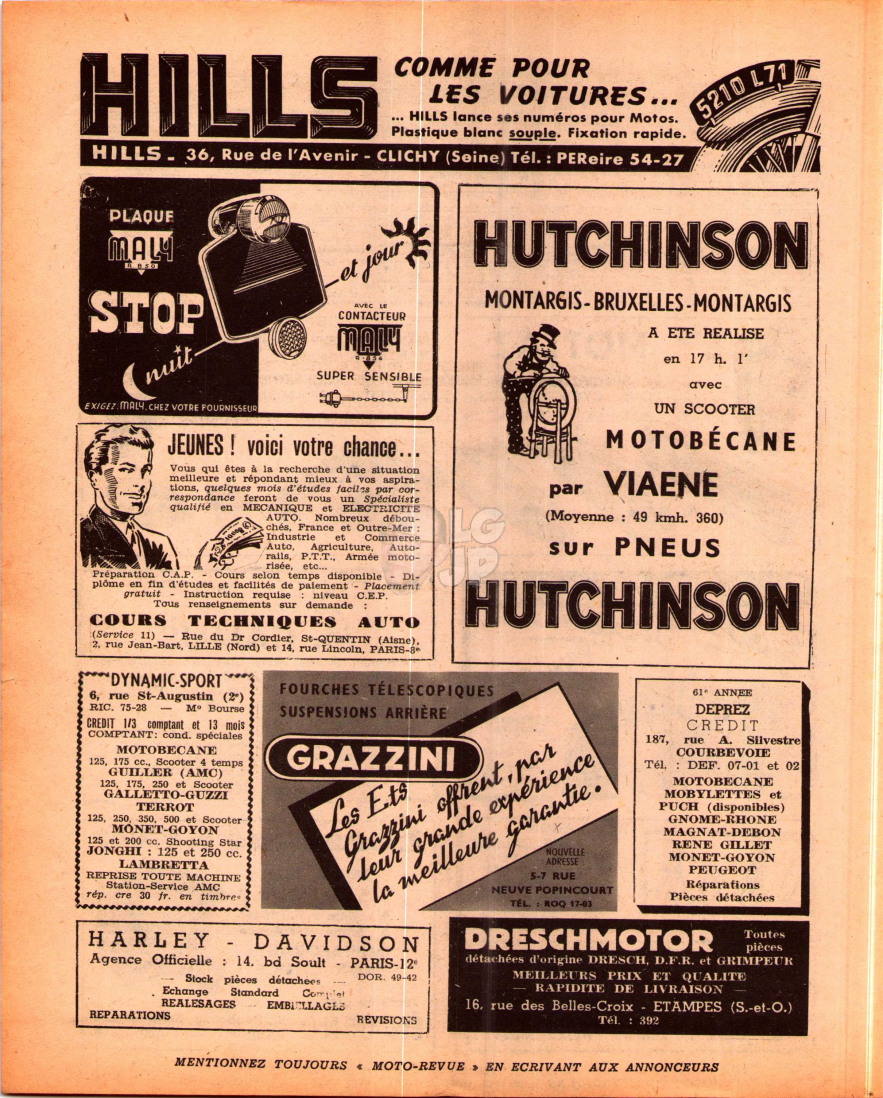 HILLS
COMME POUR
LES VOITURES...
... HILLS lance ses numéros pour Motos.
Plastique blanc souple. Fixation rapide.
5210 L71
HILLS - 36, Rue de l'Avenir - CLICHY (Seine) Tél. : PEReire 54-27
PLAQUE
MALY
STOP
nuit
et jour
AVEC LE
CONTACTEUR
MALY
SUPER SENSIBLE
EXIGEZ MALY. CHEZ VOTRE FOURNISSEUR
HUTCHINSON
MONTARGIS-BRUXELLES-MONTARGIS
A ETE REALISE
en 17 h. 1'
avec
UN SCOOTER
MOTOBÉCANE
par VIAENE
(Moyenne : 49 kmh. 360)
sur PNEUS
HUTCHINSON
JEUNES ! voici votre chance...
Vous qui êtes à la recherche d'une situation
meilleure et répondant mieux à vos aspira-
tions, quelques mois d'études faciles par cor-
respondance feront de vous un Spécialiste
qualifié en MECANIQUE et ELECTRICITE
AUTO. Nombreux débou-
chés, France et Outre-Mer :
Industrie et Commerce
Auto, Agriculture, Auto-
rails, P.T.T., Armée moto-
risée, etc...
Préparation C.A.P. - Cours selon temps disponible - Di-
plôme en fin d'études et facilités de paiement - Placement
gratuit - Instruction requise : niveau C.E.P.
Tous renseignements sur demande :
COURS TECHNIQUES AUTO
(Service 11) — Rue du Dr Cordier, St-QUENTIN (Aisne),
2, rue Jean-Bart, LILLE (Nord) et 14, rue Lincoln, PARIS-8e
LG
PJP
DYNAMIC-SPORT
6, rue St-Augustin (2e)
RIC. 75-28 — Mo Bourse
CREDIT 1/3 comptant et 13 mois
COMPTANT: cond. spéciales
MOTOBECANE
125, 175 cc., Scooter 4 temps
GUILLER (AMC)
125, 175, 250 et Scooter
GALLETTO-GUZZI
TERROT
125, 250, 350, 500 et Scooter
MONET-GOYON
125 et 200 cc. Shooting Star
JONGHI : 125 et 250 cc.
LAMBRETTA
REPRISE TOUTE MACHINE
Station-Service AMC
rép. cre 30 fr. en timbres
FOURCHES TÉLESCOPIQUES
SUSPENSIONS ARRIÈRE
GRAZZINI
Les Ets
Grazzini offrent, par
leur grande expérience
la meilleure garantie.
NOUVELLE
ADRESSE
5-7 RUE
NEUVE POPINCOURT
TÉL. : ROQ 17-83
61e ANNEE
DEPREZ
CREDIT
187, rue A. Silvestre
COURBEVOIE
Tél. : DEF. 07-01 et 02
MOTOBECANE
MOBYLETTES et
PUCH (disponibles)
GNOME-RHONE
MAGNAT-DEBON
RENE GILLET
MONET-GOYON
PEUGEOT
Réparations
Pièces détachées
HARLEY - DAVIDSON
Agence Officielle : 14, bd Soult - PARIS-12e
— Stock pièces détachees — DOR. 49-42
Echange Standard Complet
REALESAGES - EMBIELLAGES
REPARATIONS REVISIONS
DRESCHMOTOR Toutes
pièces
détachées d'origine DRESCH, D.F.R. et GRIMPEUR
MEILLEURS PRIX ET QUALITE
— RAPIDITE DE LIVRAISON —
16, rue des Belles-Croix - ETAMPES (S.-et-O.)
Tél. : 392
MENTIONNEZ TOUJOURS « MOTO-REVUE » EN ECRIVANT AUX ANNONCEURS